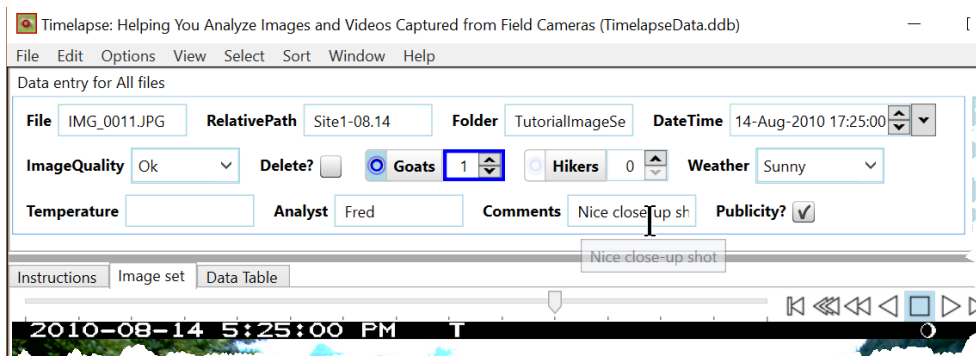 Timelapse: Helping You Analyze Images and Videos Captured from Field Cameras (TimelapseData.ddb)
File Edit Options View Select Sort Window Help
Data entry for All files
File IMG_0011.JPG RelativePath Site1-08.14 Folder TutorialImageSe DateTime 14-Aug-2010 17:25:00
ImageQuality Ok Delete? Goats 1 Hikers 0 Weather Sunny
Temperature Analyst Fred Comments Nice close-up sh Publicity?
Nice close-up shot
Instructions Image set Data Table
2010-08-14 5:25:00 PM T